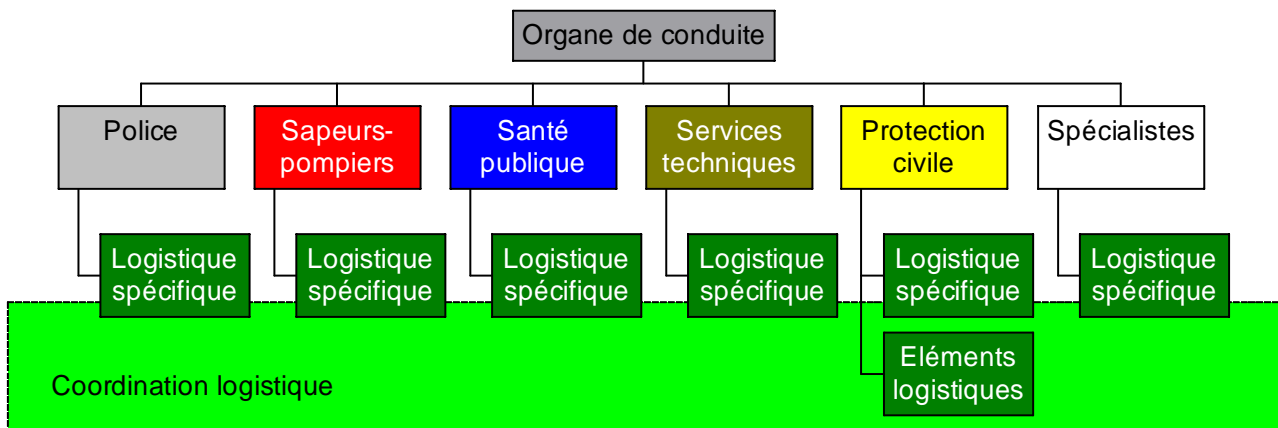 Organe de conduite
Police
Sapeurs-
pompiers
Santé
publique
Services
techniques
Protection
civile
Spécialistes
Logistique
spécifique
Logistique
spécifique
Logistique
spécifique
Logistique
spécifique
Logistique
spécifique
Logistique
spécifique
Coordination logistique
Eléments
logistiques